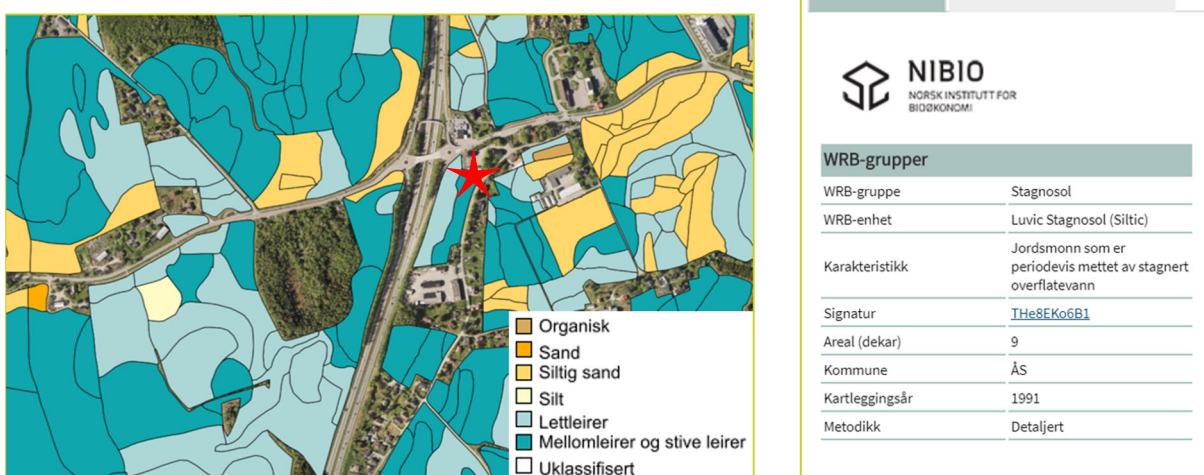 Organisk
Sand
Siltig sand
Silt
Lettleirer
Mellomleirer og stive leirer
Uklassifisert
NIBIO
NORSK INSTITUTT FOR
BIOØKONOMI
WRB-grupper
WRB-gruppe Stagnosol
WRB-enhet Luvic Stagnosol (Siltic)
Karakteristikk Jordsmonn som er
periodevis mettet av stagnert
overflatevann
Signatur THe8EKo6B1
Areal (dekar) 9
Kommune ÅS
Kartleggingsår 1991
Metodikk Detaljert